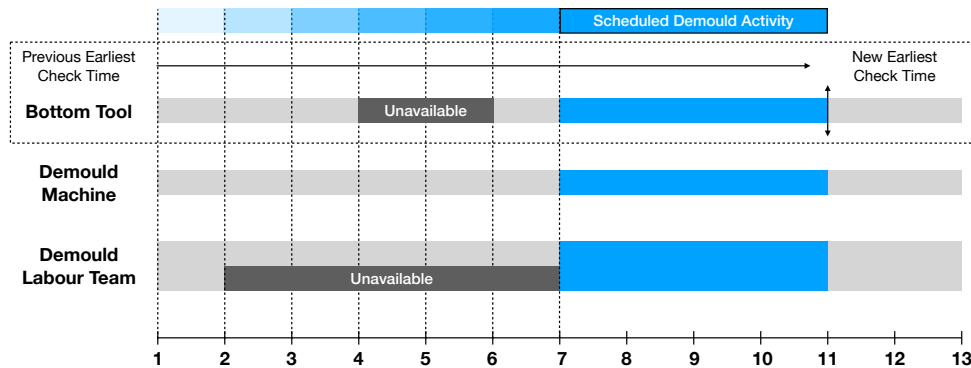 Scheduled Demould Activity
Previous Earliest
Check Time
New Earliest
Check Time
Bottom Tool
Unavailable
Demould
Machine
Demould
Labour Team
Unavailable
1 2 3 4 5 6 7 8 9 10 11 12 13